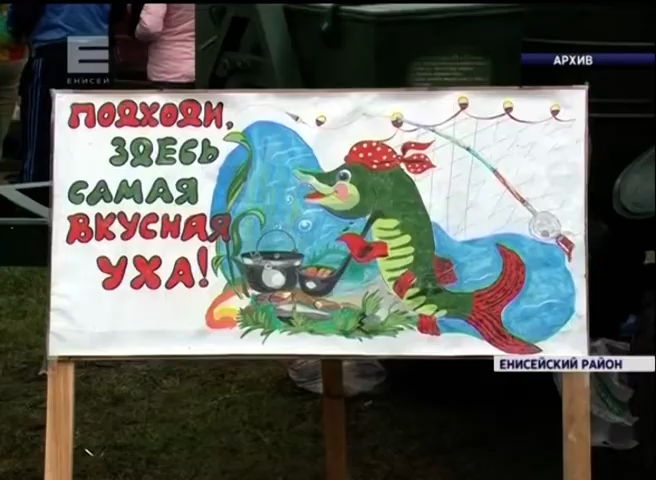 Е
ЕНИСЕЙ
АРХИВ
ПОДХОДИ,
ЗДЕСЬ
САМАЯ
ВКУСНАЯ
УХА!
ЕНИСЕЙСКИЙ РАЙОН